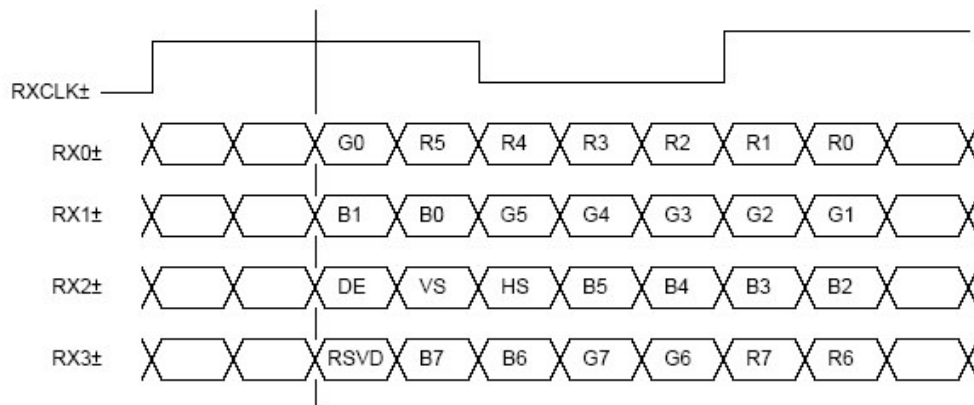 RXCLK±
RX0± G0 R5 R4 R3 R2 R1 R0
RX1± B1 B0 G5 G4 G3 G2 G1
RX2± DE VS HS B5 B4 B3 B2
RX3± RSVD B7 B6 G7 G6 R7 R6